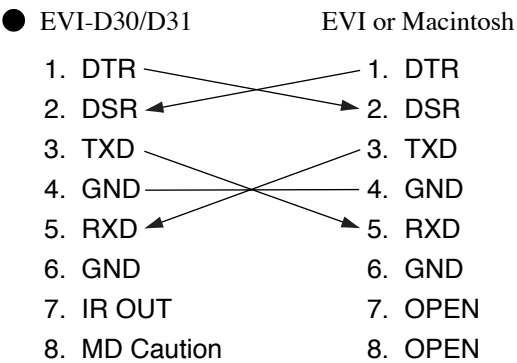 ● EVI-D30/D31 EVI or Macintosh
1. DTR 1. DTR
2. DSR 2. DSR
3. TXD 3. TXD
4. GND 4. GND
5. RXD 5. RXD
6. GND 6. GND
7. IR OUT 7. OPEN
8. MD Caution 8. OPEN